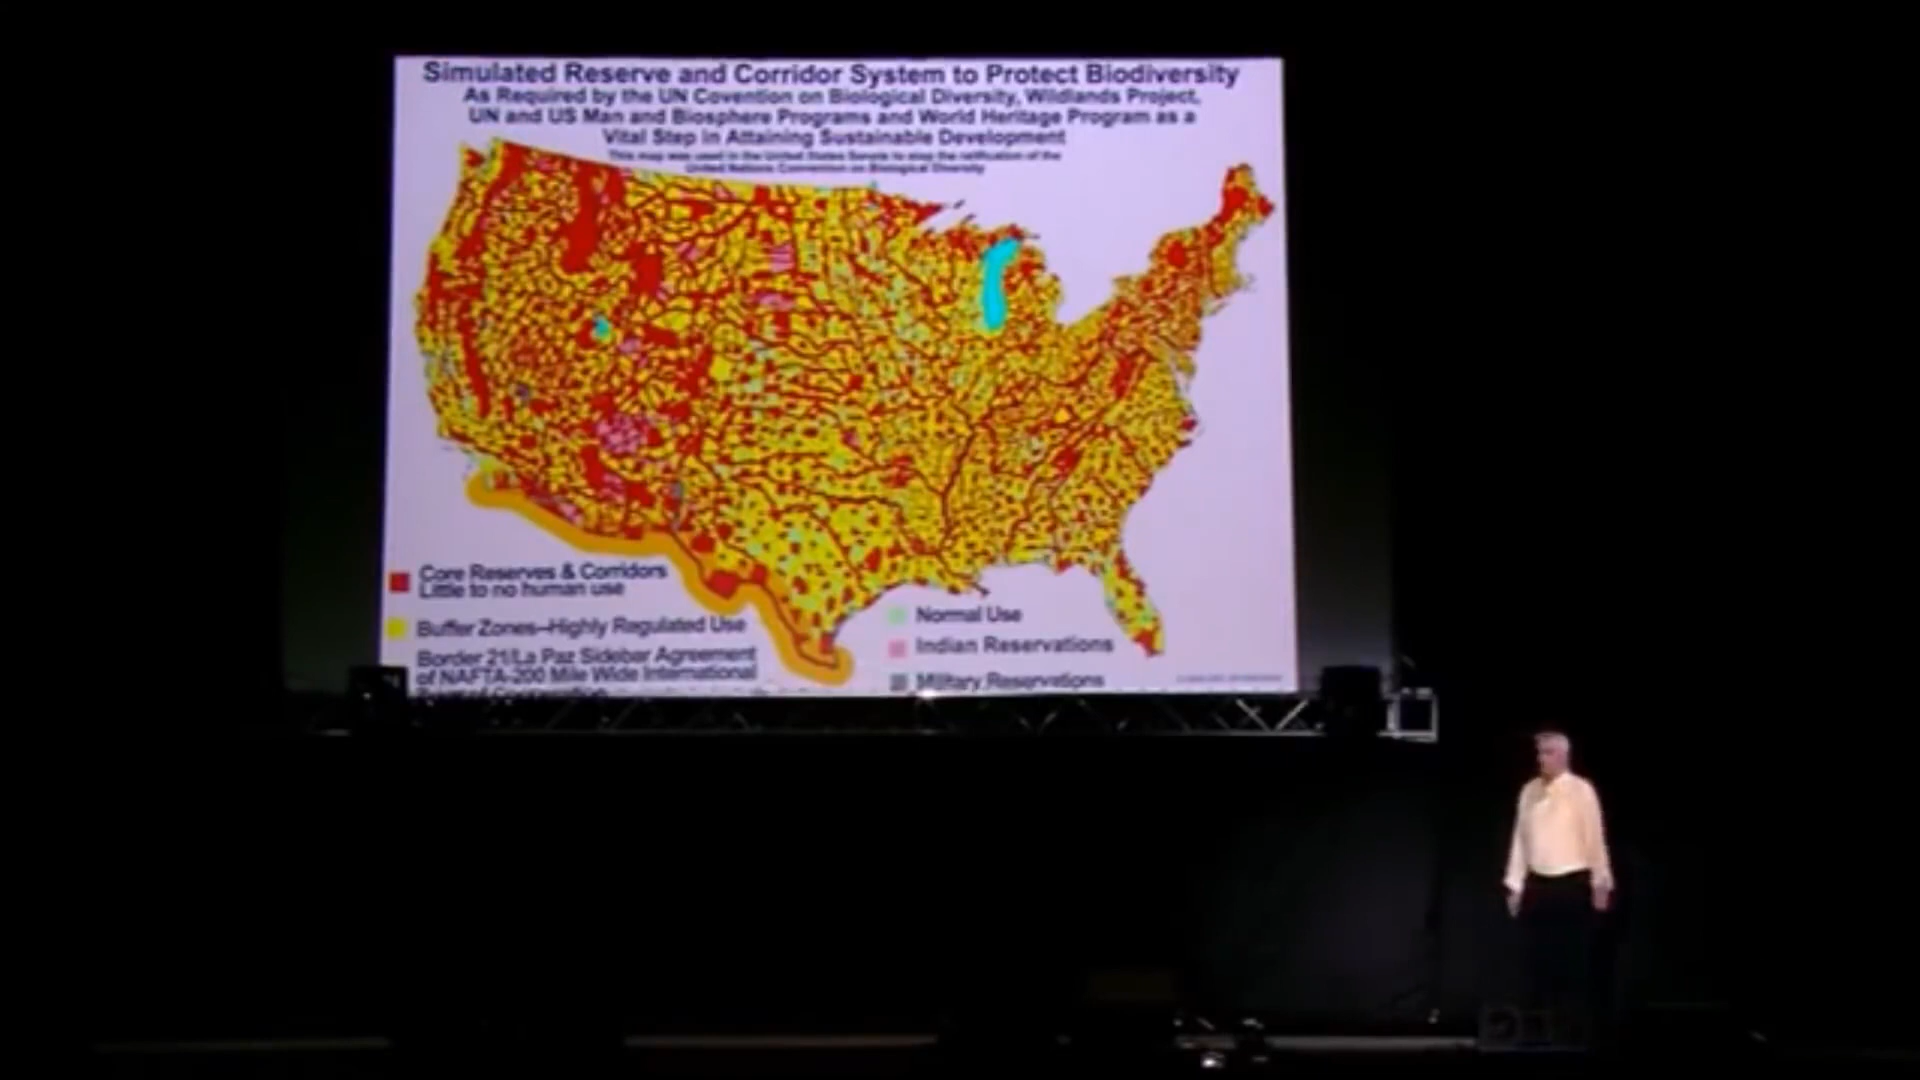 Simulated Reserve and Corridor System to Protect Biodiversity
As Required by the UN Covention on Biological Diversity, Wildlands Project,
UN and US Man and Biosphere Programs and World Heritage Program as a
Vital Step in Attaining Sustainable Development
This map was used in the United States Senate to stop the ratification of the
United Nations Convention on Biological Diversity
Core Reserves & Corridors
Little to no human use
Buffer Zones–Highly Regulated Use
Border 21/La Paz Sidebar Agreement
of NAFTA-200 Mile Wide International
Normal Use
Indian Reservations
Military Reservations